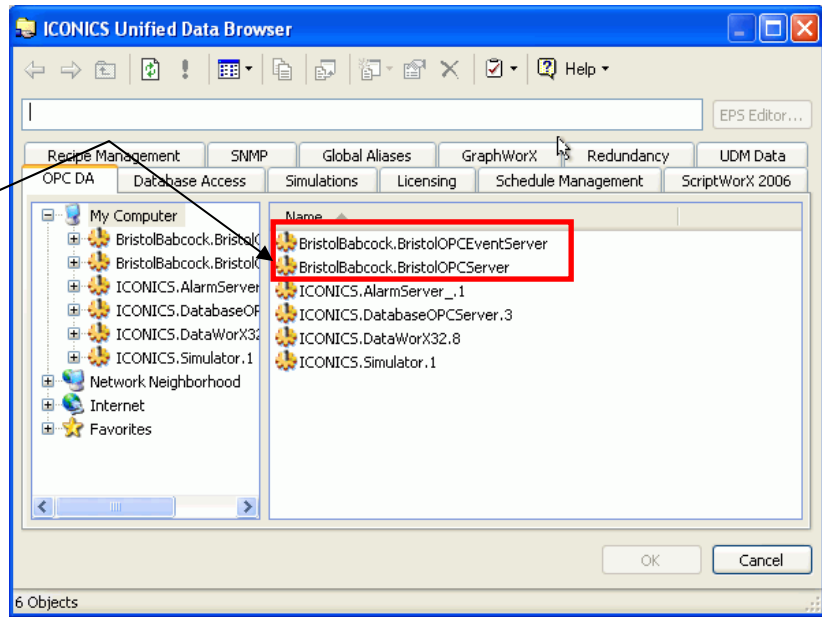 ICONICS Unified Data Browser
Help
EPS Editor...
Recipe Management SNMP Global Aliases GraphWorX Redundancy UDM Data
OPC DA Database Access Simulations Licensing Schedule Management ScriptWorX 2006
My Computer
BristolBabcock.BristolO
BristolBabcock.BristolO
ICONICS.AlarmServer
ICONICS.DatabaseOP
ICONICS.DataWorX32
ICONICS.Simulator.1
Network Neighborhood
Internet
Favorites
Name
BristolBabcock.BristolOPCEventServer
BristolBabcock.BristolOPCServer
ICONICS.AlarmServer_.1
ICONICS.DatabaseOPCServer.3
ICONICS.DataWorX32.8
ICONICS.Simulator.1
OK Cancel
6 Objects